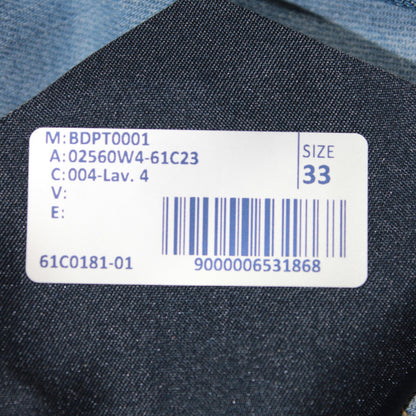 M:BDPT0001
A:02560W4-61C23
C:004-Lav. 4
V:
E:
SIZE
33
61C0181-01
9000006531868